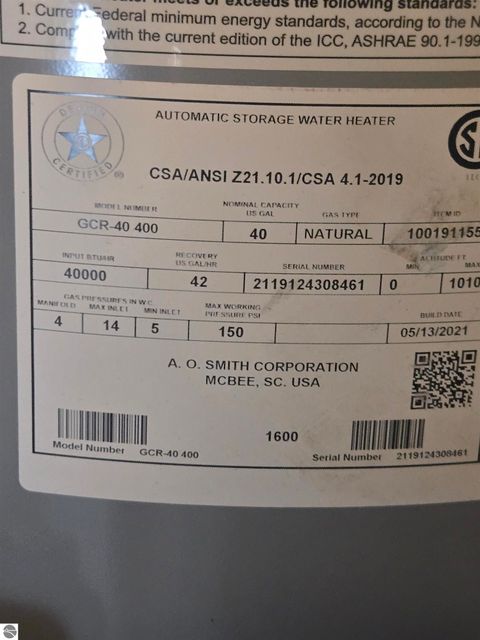 meets or exceeds the following standards:
1. Current Federal minimum energy standards, according to the N
2. Com with the current edition of the ICC, ASHRAE 90.1-199
DESIGN CERTIFIED ®
AUTOMATIC STORAGE WATER HEATER
CSA/ANSI Z21.10.1/CSA 4.1-2019
MODEL NUMBER NOMINAL CAPACITY US GAL GAS TYPE ITEM ID
GCR-40 400 40 NATURAL 100191155
INPUT BTU/HR RECOVERY US GAL/HR SERIAL NUMBER MIN ALTITUDE FT MAX
40000 42 2119124308461 0 1010
GAS PRESSURES IN W.C.
MANIFOLD MAX INLET MIN INLET MAX WORKING PRESSURE PSI BUILD DATE
4 14 5 150 05/13/2021
A. O. SMITH CORPORATION
MCBEE, SC. USA
1600
Model Number GCR-40 400 Serial Number 2119124308461